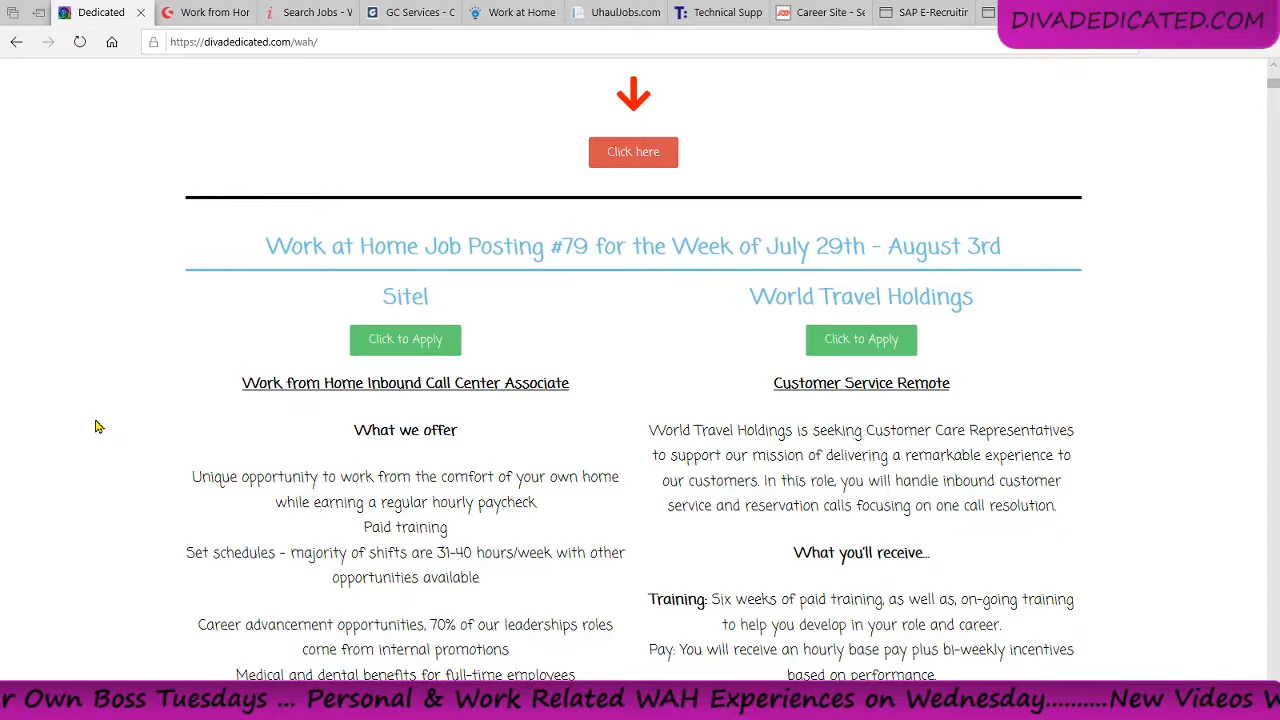 Dedicated
Work from Hor
Search Jobs - W
GC Services - C
Work at Home
UhaulJobs.com
Technical Supp
Career Site - S
SAP E-Recruitir
DIVADEDICATED.COM
https://divadedicated.com/wah/
Click here
Work at Home Job Posting #79 for the Week of July 29th - August 3rd
Sitel
Click to Apply
Work from Home Inbound Call Center Associate
What we offer
Unique opportunity to work from the comfort of your own home
while earning a regular hourly paycheck
Paid training
Set schedules - majority of shifts are 31-40 hours/week with other
opportunities available
Career advancement opportunities, 70% of our leaderships roles
come from internal promotions
Medical and dental benefits for full-time employees
World Travel Holdings
Click to Apply
Customer Service Remote
World Travel Holdings is seeking Customer Care Representatives
to support our mission of delivering a remarkable experience to
our customers. In this role, you will handle inbound customer
service and reservation calls focusing on one call resolution.
What you'll receive...
Training: Six weeks of paid training, as well as, on-going training
to help you develop in your role and career.
Pay: You will receive an hourly base pay plus bi-weekly incentives
based on performance.
r Own Boss Tuesdays ... Personal & Work Related WAH Experiences on Wednesday..........New Videos W